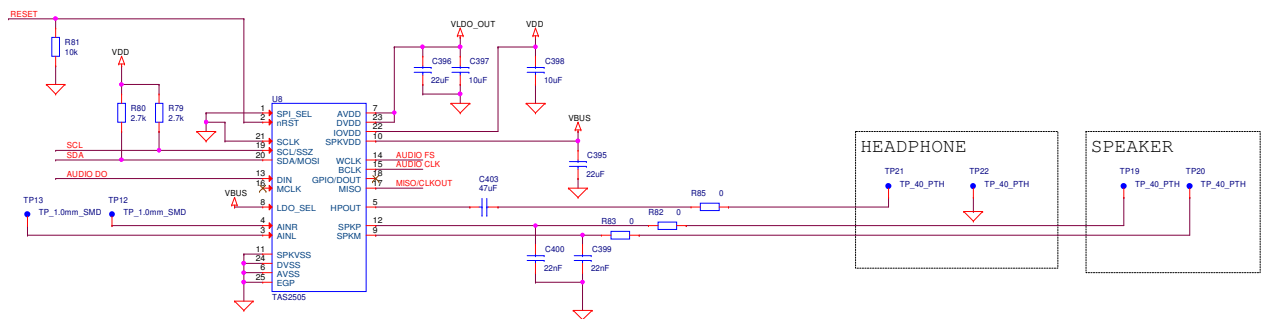 RESET
R81
10k
VDD
R80
2.7k
R79
2.7k
SCL
SDA
AUDIO DO
VBUS
TP13
TP_1.0mm_SMD
TP12
TP_1.0mm_SMD
U8
1 SPI_SEL
2 nRST
21 SCLK
19 SCL/SSZ
20 SDA/MOSI
13 DIN
16 MCLK
8 LDO_SEL
4 AINR
3 AINL
11 SPKVSS
24 DVSS
6 AVSS
25 EGP
AVDD 7
DVDD 23
IOVDD 22
SPKVDD 10
WCLK 14
BCLK 15
GPIO/DOUT 18
MISO 17
HPOUT 5
SPKP 12
SPKM 9
TAS2505
VLDO_OUT
C396
22uF
C397
10uF
VDD
C398
10uF
VBUS
C395
22uF
AUDIO FS
AUDIO CLK
MISO/CLKOUT
C403
47uF
R85 0
R82 0
R83 0
C400
22nF
C399
22nF
HEADPHONE
TP21
TP_40_PTH
TP22
TP_40_PTH
SPEAKER
TP19
TP_40_PTH
TP20
TP_40_PTH